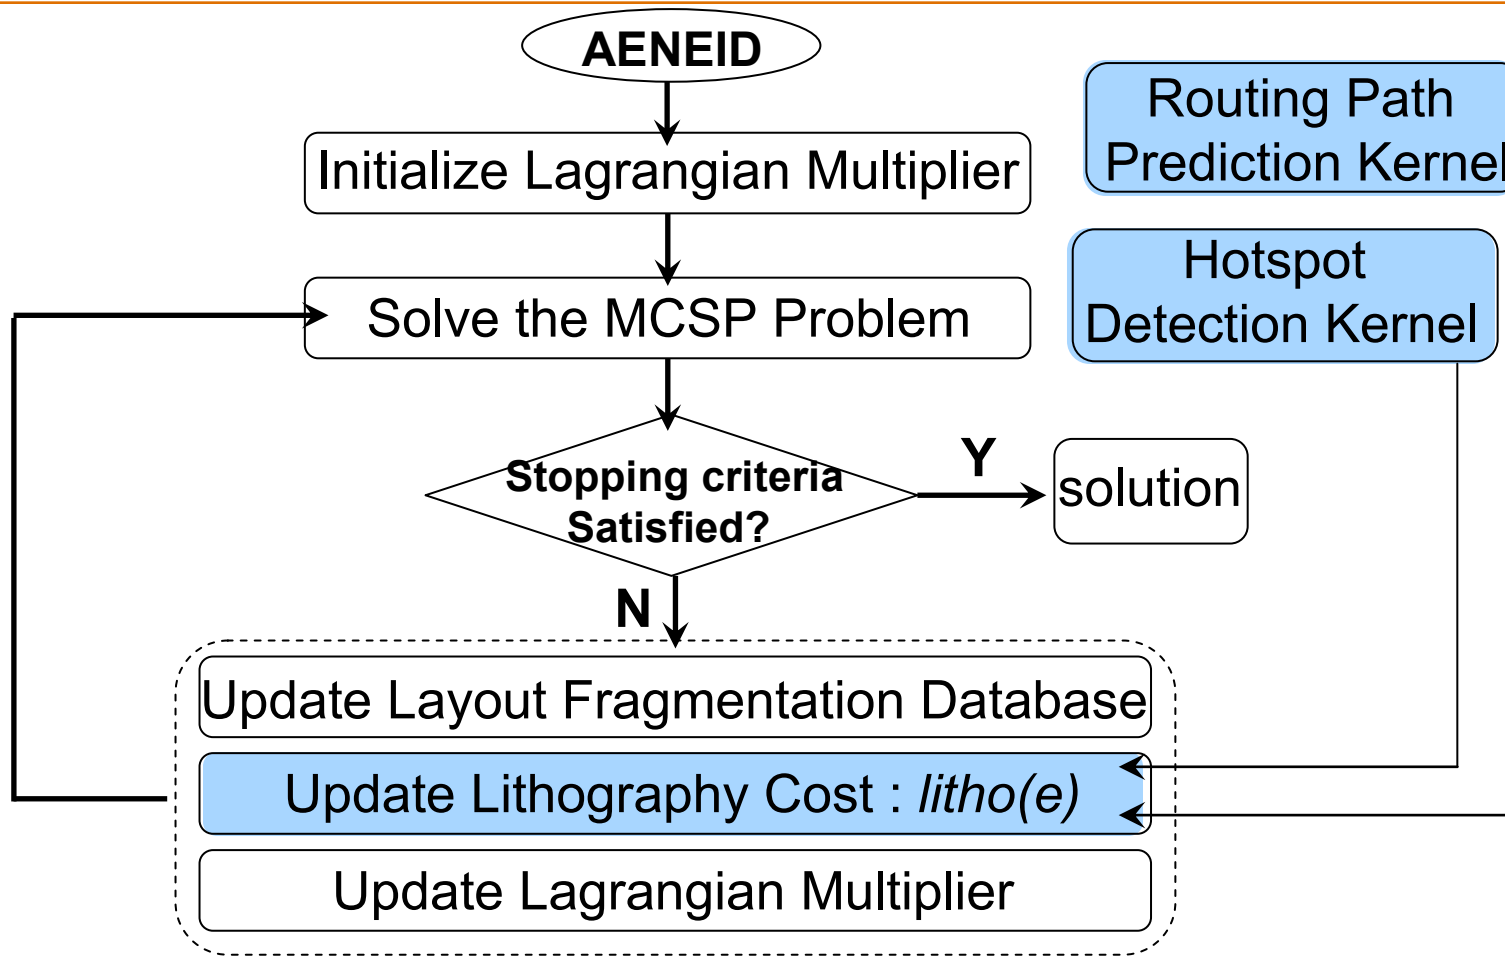 AENEID
Initialize Lagrangian Multiplier
Solve the MCSP Problem
Stopping criteria
Satisfied?
Y
solution
N
Update Layout Fragmentation Database
Update Lithography Cost : litho(e)
Update Lagrangian Multiplier
Routing Path
Prediction Kernel
Hotspot
Detection Kernel